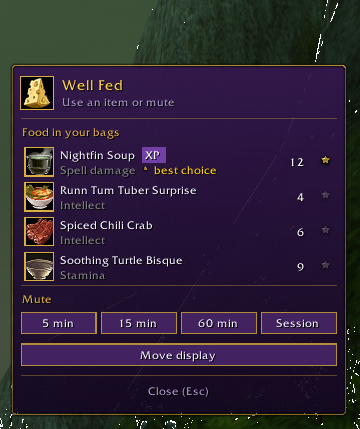 Well Fed
Use an item or mute
Food in your bags
Nightfin Soup XP
Spell damage * best choice
12
Runn Tum Tuber Surprise
Intellect
4
Spiced Chili Crab
Intellect
6
Soothing Turtle Bisque
Stamina
9
Mute
5 min 15 min 60 min Session
Move display
Close (Esc)